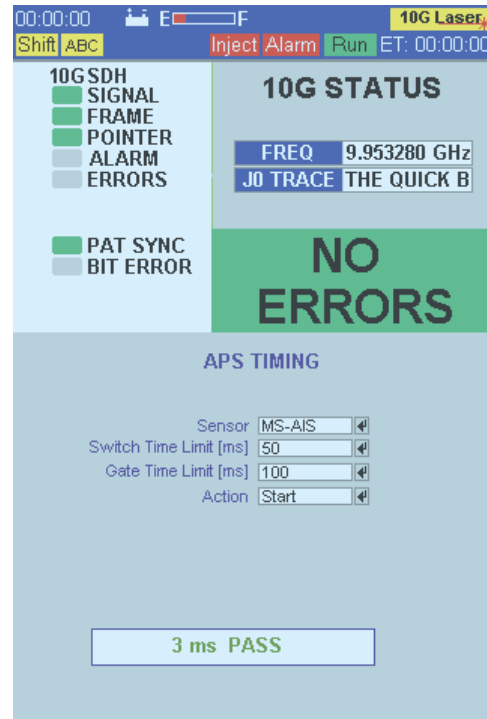 00:00:00 E F 10G Laser
Shift ABC Inject Alarm Run ET: 00:00:00
10G SDH
SIGNAL
FRAME
POINTER
ALARM
ERRORS
PAT SYNC
BIT ERROR
10G STATUS
FREQ 9.953280 GHz
J0 TRACE THE QUICK B
NO
ERRORS
APS TIMING
Sensor MS-AIS
Switch Time Limit [ms] 50
Gate Time Limit [ms] 100
Action Start
3 ms PASS